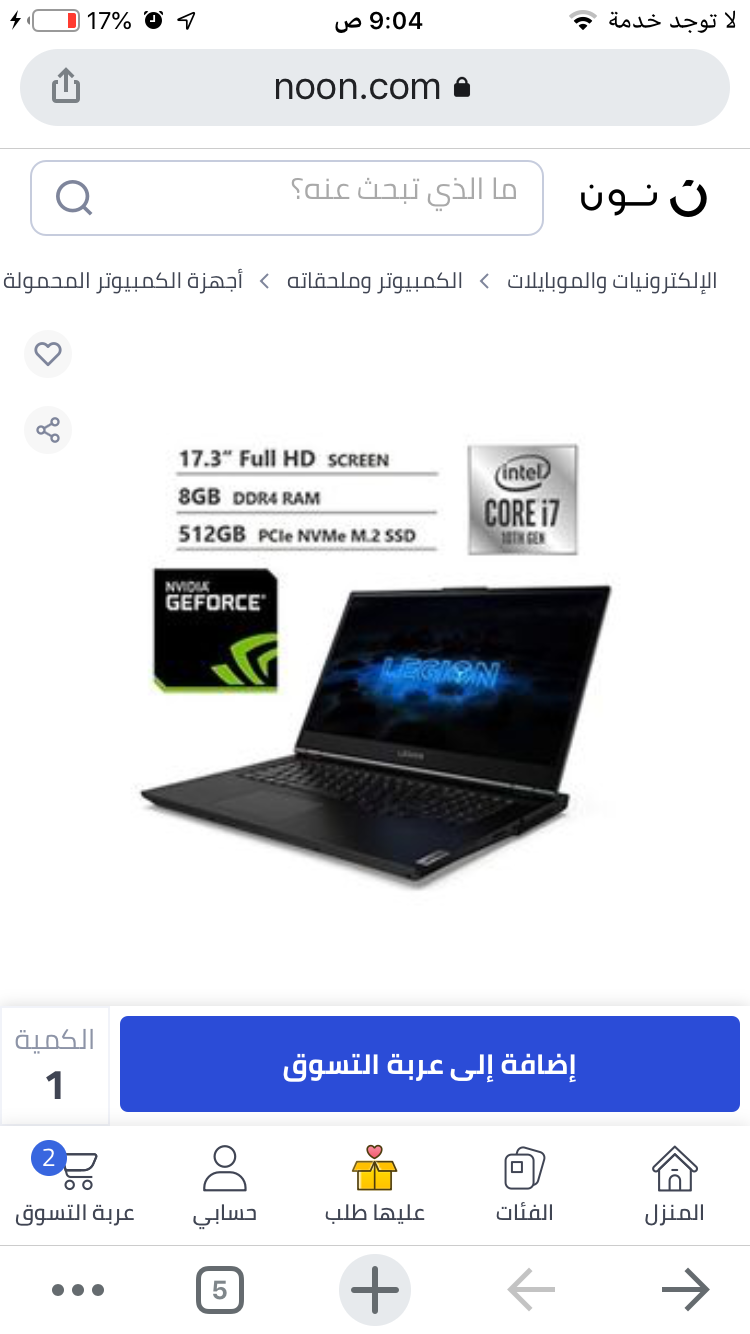 لا توجد خدمة 9:04 ص 17%
noon.com
نـون
ما الذي تبحث عنه؟
الإلكترونيات والموبايلات > الكمبيوتر وملحقاته > أجهزة الكمبيوتر المحمولة
17.3" Full HD SCREEN
8GB DDR4 RAM
512GB PCIe NVMe M.2 SSD
intel
CORE i7
10TH GEN
NVIDIA
GEFORCE
LEGION
LEGION
إضافة إلى عربة التسوق
الكمية
1
المنزل
الفئات
عليها طلب
حسابي
2
عربة التسوق
5